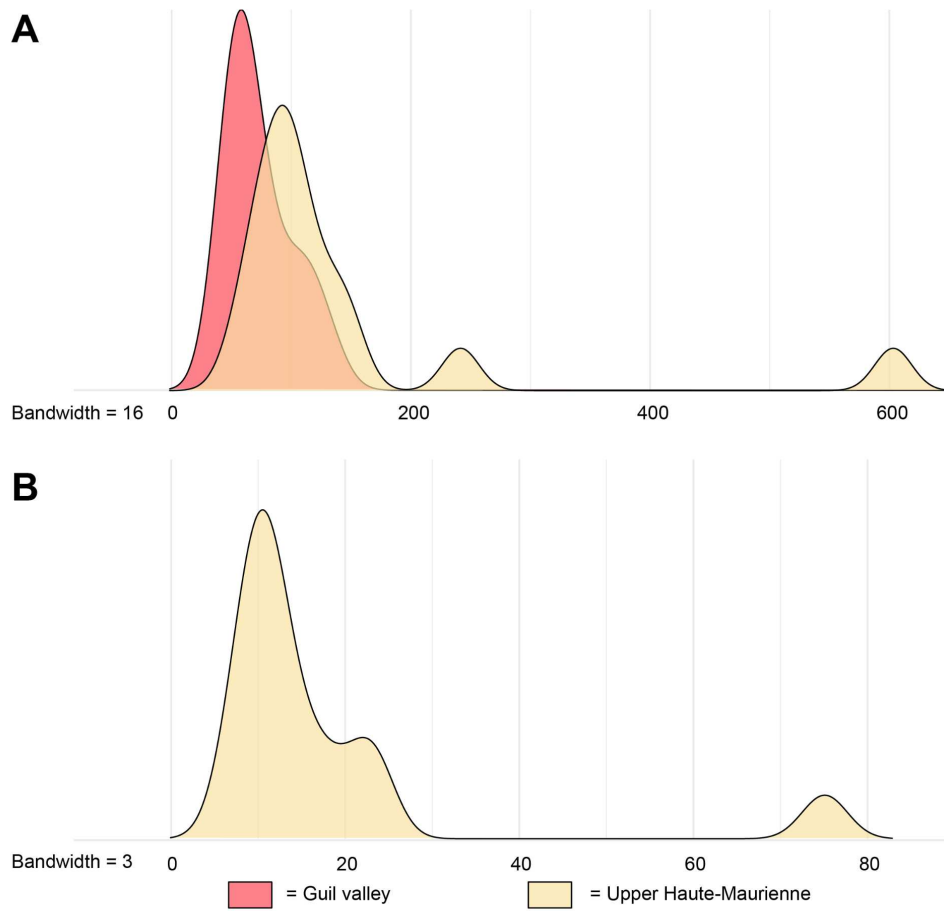 A
Bandwidth = 16 0 200 400 600
B
Bandwidth = 3 0 20 40 60 80
= Guil valley = Upper Haute-Maurienne